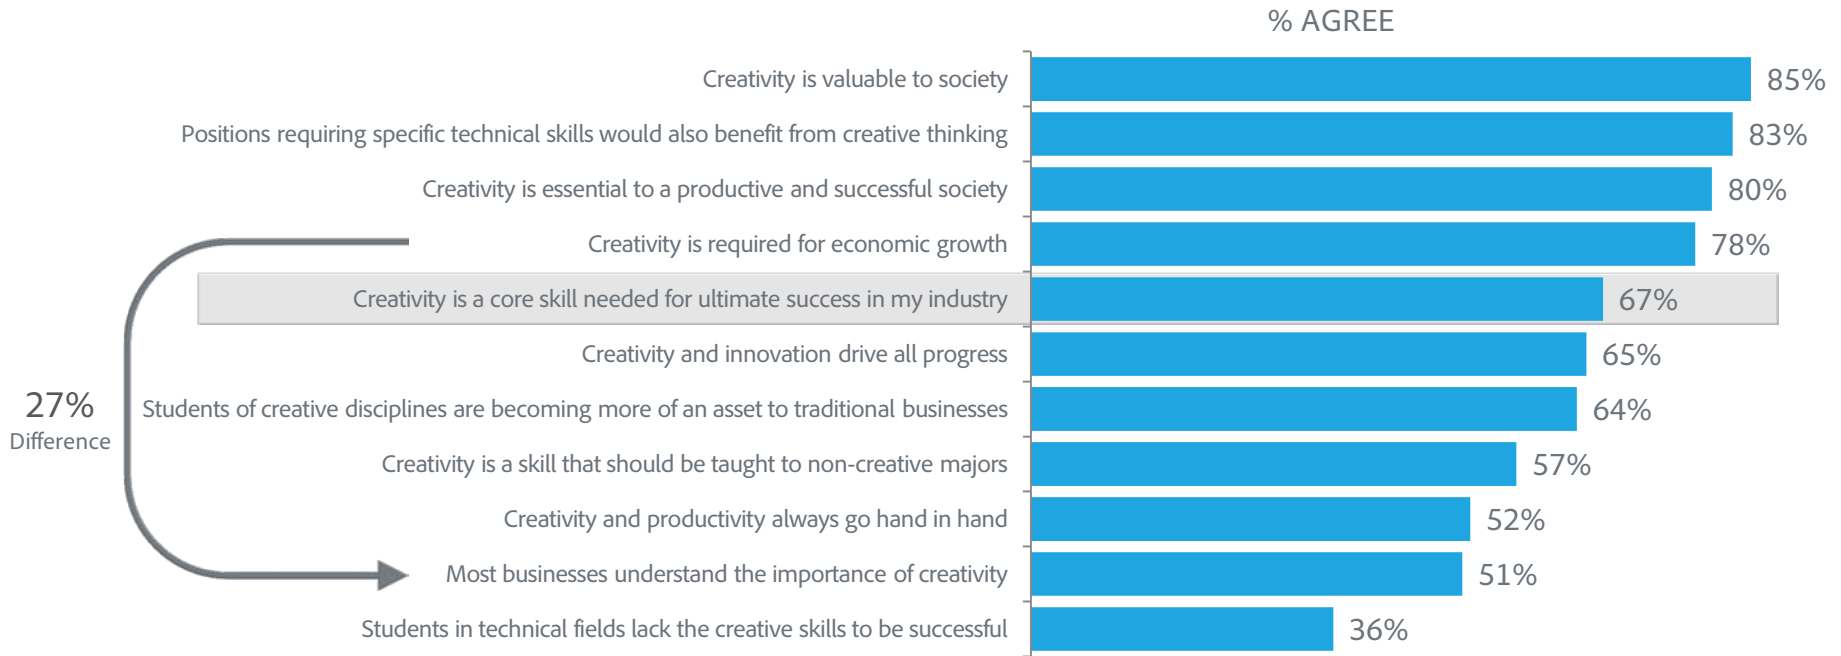 % AGREE
Creativity is valuable to society 85%
Positions requiring specific technical skills would also benefit from creative thinking 83%
Creativity is essential to a productive and successful society 80%
Creativity is required for economic growth 78%
Creativity is a core skill needed for ultimate success in my industry 67%
Creativity and innovation drive all progress 65%
27%
Difference
Students of creative disciplines are becoming more of an asset to traditional businesses 64%
Creativity is a skill that should be taught to non-creative majors 57%
Creativity and productivity always go hand in hand 52%
Most businesses understand the importance of creativity 51%
Students in technical fields lack the creative skills to be successful 36%